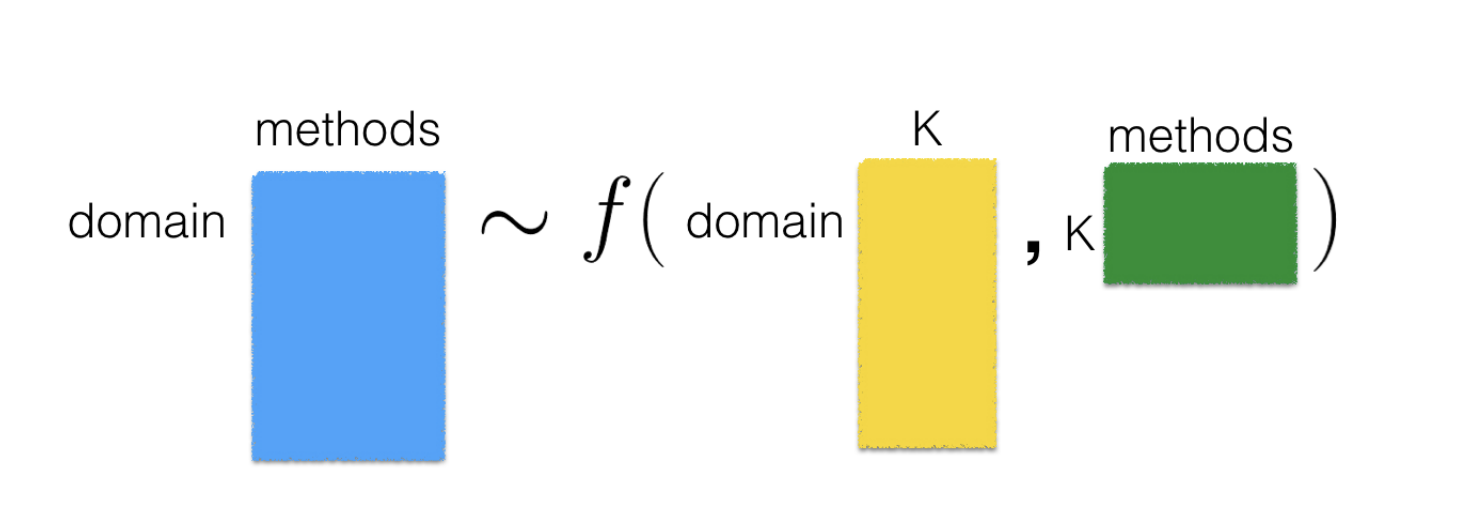 methods
K
methods
domain
∼ f( domain
, K
)